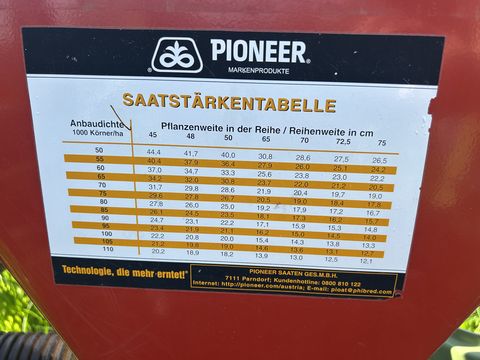 PIONEER®
MARKENPRODUKTE
SAATSTÄRKENTABELLE
Anbaudichte Pflanzenweite in der Reihe / Reihenweite in cm
1000 Körner/ha 45 48 50 65 70 72,5 75
50 44,4 41,7 40,0 30,8 28,6 27,5 26,5
55 40,4 37,9 36,4 27,9 26,0 25,1 24,2
60 37,0 34,7 33,3 25,6 23,8 23,0 22,2
65 34,2 32,0 30,8 23,7 22,0 21,2 20,5
70 31,7 29,8 28,6 21,9 20,4 19,7 19,0
75 29,6 27,8 26,7 20,5 19,0 18,4 17,8
80 27,8 26,0 25,0 19,2 17,9 17,2 16,7
85 26,1 24,5 23,5 18,1 17,3 16,2 15,7
90 24,7 23,1 22,2 17,1 15,9 15,3 14,8
95 23,4 21,9 21,1 16,2 15,0 14,5 14,0
100 22,2 20,8 20,0 15,4 14,3 13,8 13,3
105 21,2 19,8 19,0 14,6 13,6 13,1 12,7
110 20,2 18,9 18,2 13,9 13,0 12,5 12,1
Technologie, die mehr erntet!®
PIONEER SAATEN GES.M.B.H.
7111 Parndorf; Kundenhotline: 0800 810 122
Internet: http://pioneer.com/austria; E-mail: pioat@phibred.com